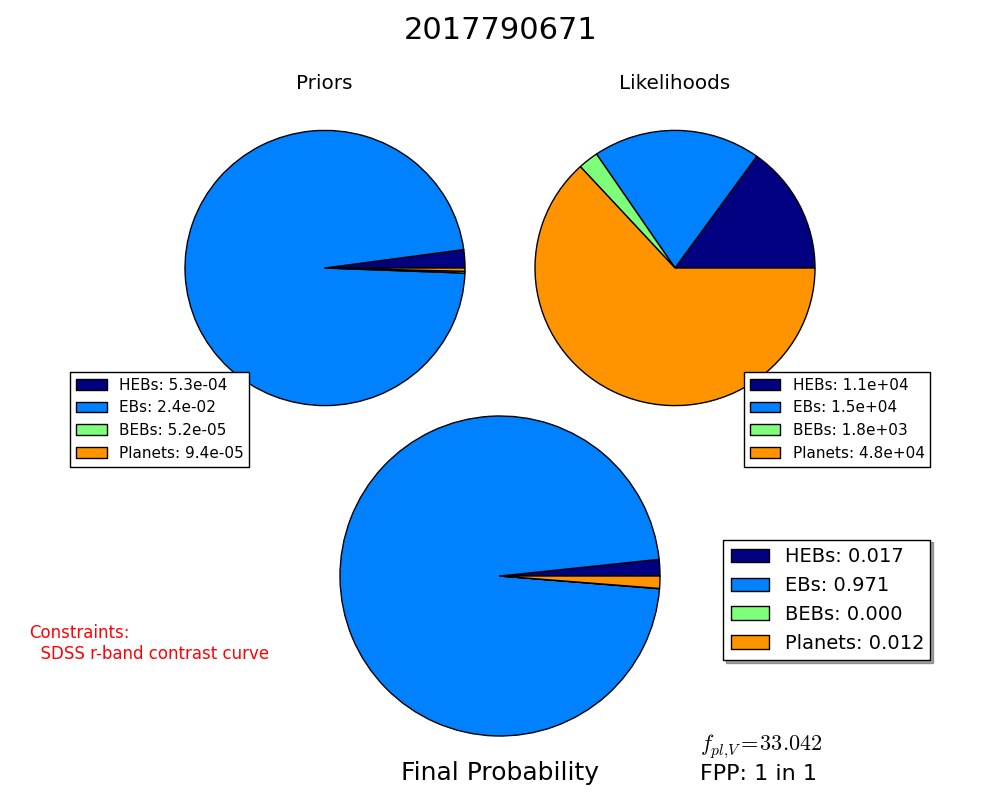 2017790671
Priors
Likelihoods
HEBs: 5.3e-04
EBs: 2.4e-02
BEBs: 5.2e-05
Planets: 9.4e-05
HEBs: 1.1e+04
EBs: 1.5e+04
BEBs: 1.8e+03
Planets: 4.8e+04
HEBs: 0.017
EBs: 0.971
BEBs: 0.000
Planets: 0.012
Constraints:
SDSS r-band contrast curve
f_{pl,V}=33.042
Final Probability
FPP: 1 in 1